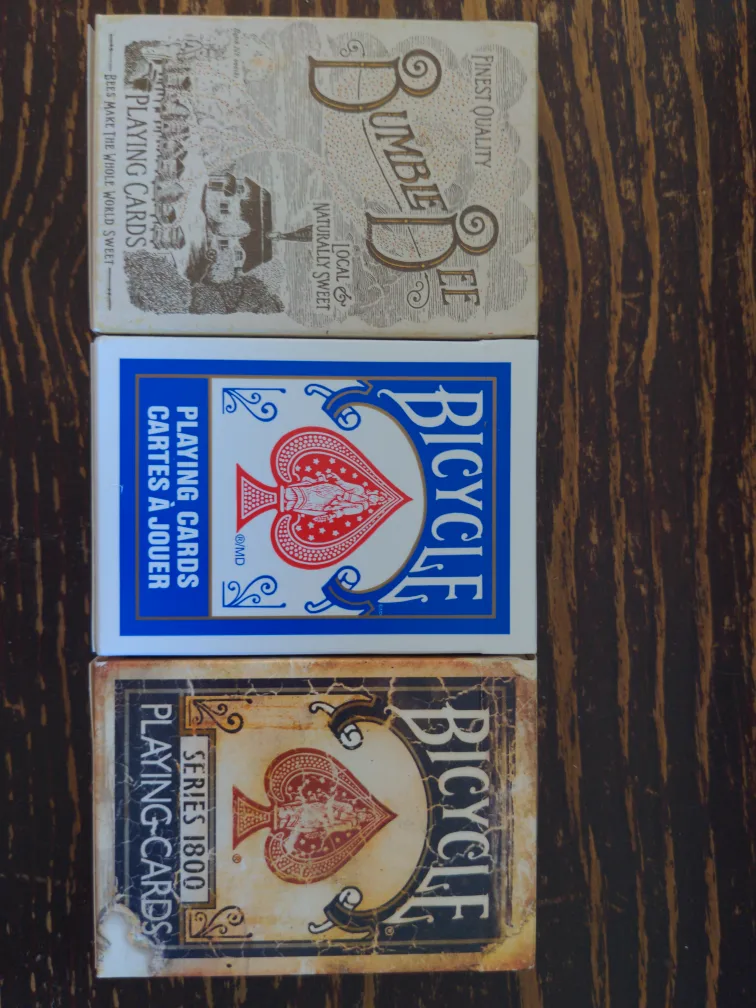 FINEST QUALITY
BUMBLE BEE
LOCAL &
NATURALLY SWEET
PLAYING CARDS
BEES MAKE THE WHOLE WORLD SWEET
BICYCLE
®/MD
PLAYING CARDS
CARTES À JOUER
BICYCLE
®
®
SERIES 1800
PLAYING CARDS